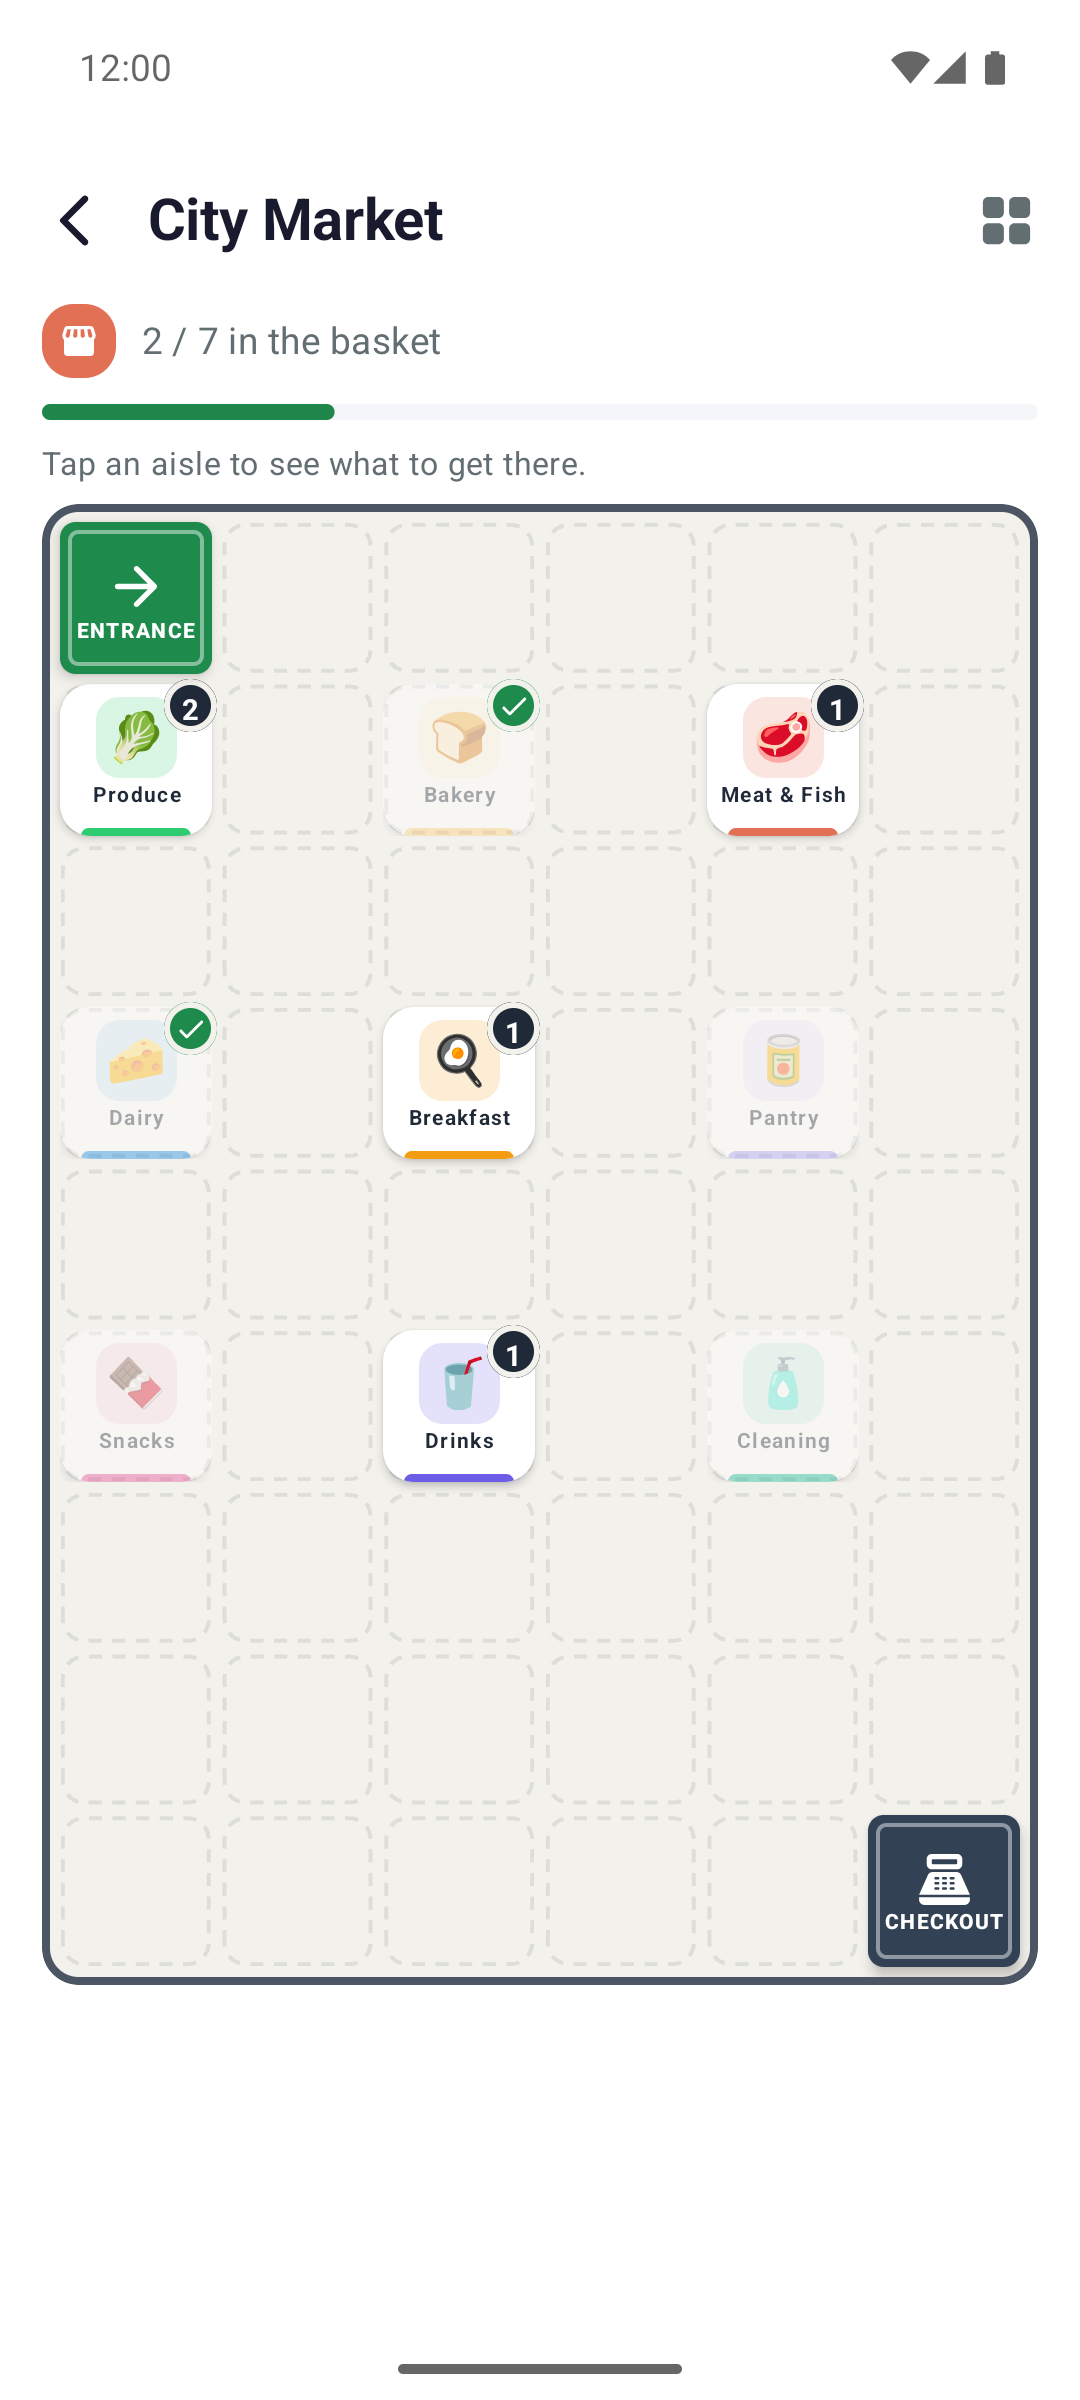 12:00
City Market
2 / 7 in the basket
Tap an aisle to see what to get there.
ENTRANCE
2
1
Produce
Bakery
Meat & Fish
1
Dairy
Breakfast
Pantry
1
Snacks
Drinks
Cleaning
CHECKOUT